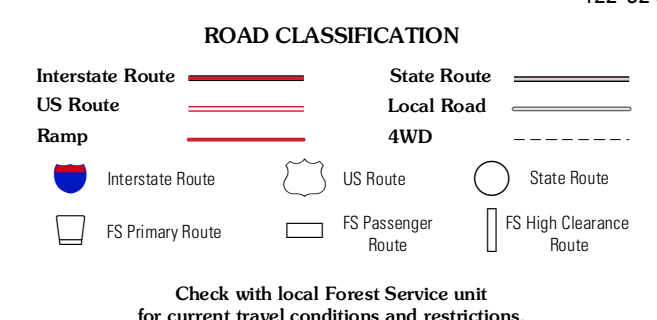 ROAD CLASSIFICATION
Interstate Route State Route
US Route Local Road
Ramp 4WD
Interstate Route US Route State Route
FS Primary Route FS Passenger Route FS High Clearance Route
Check with local Forest Service unit
for current travel conditions and restrictions.